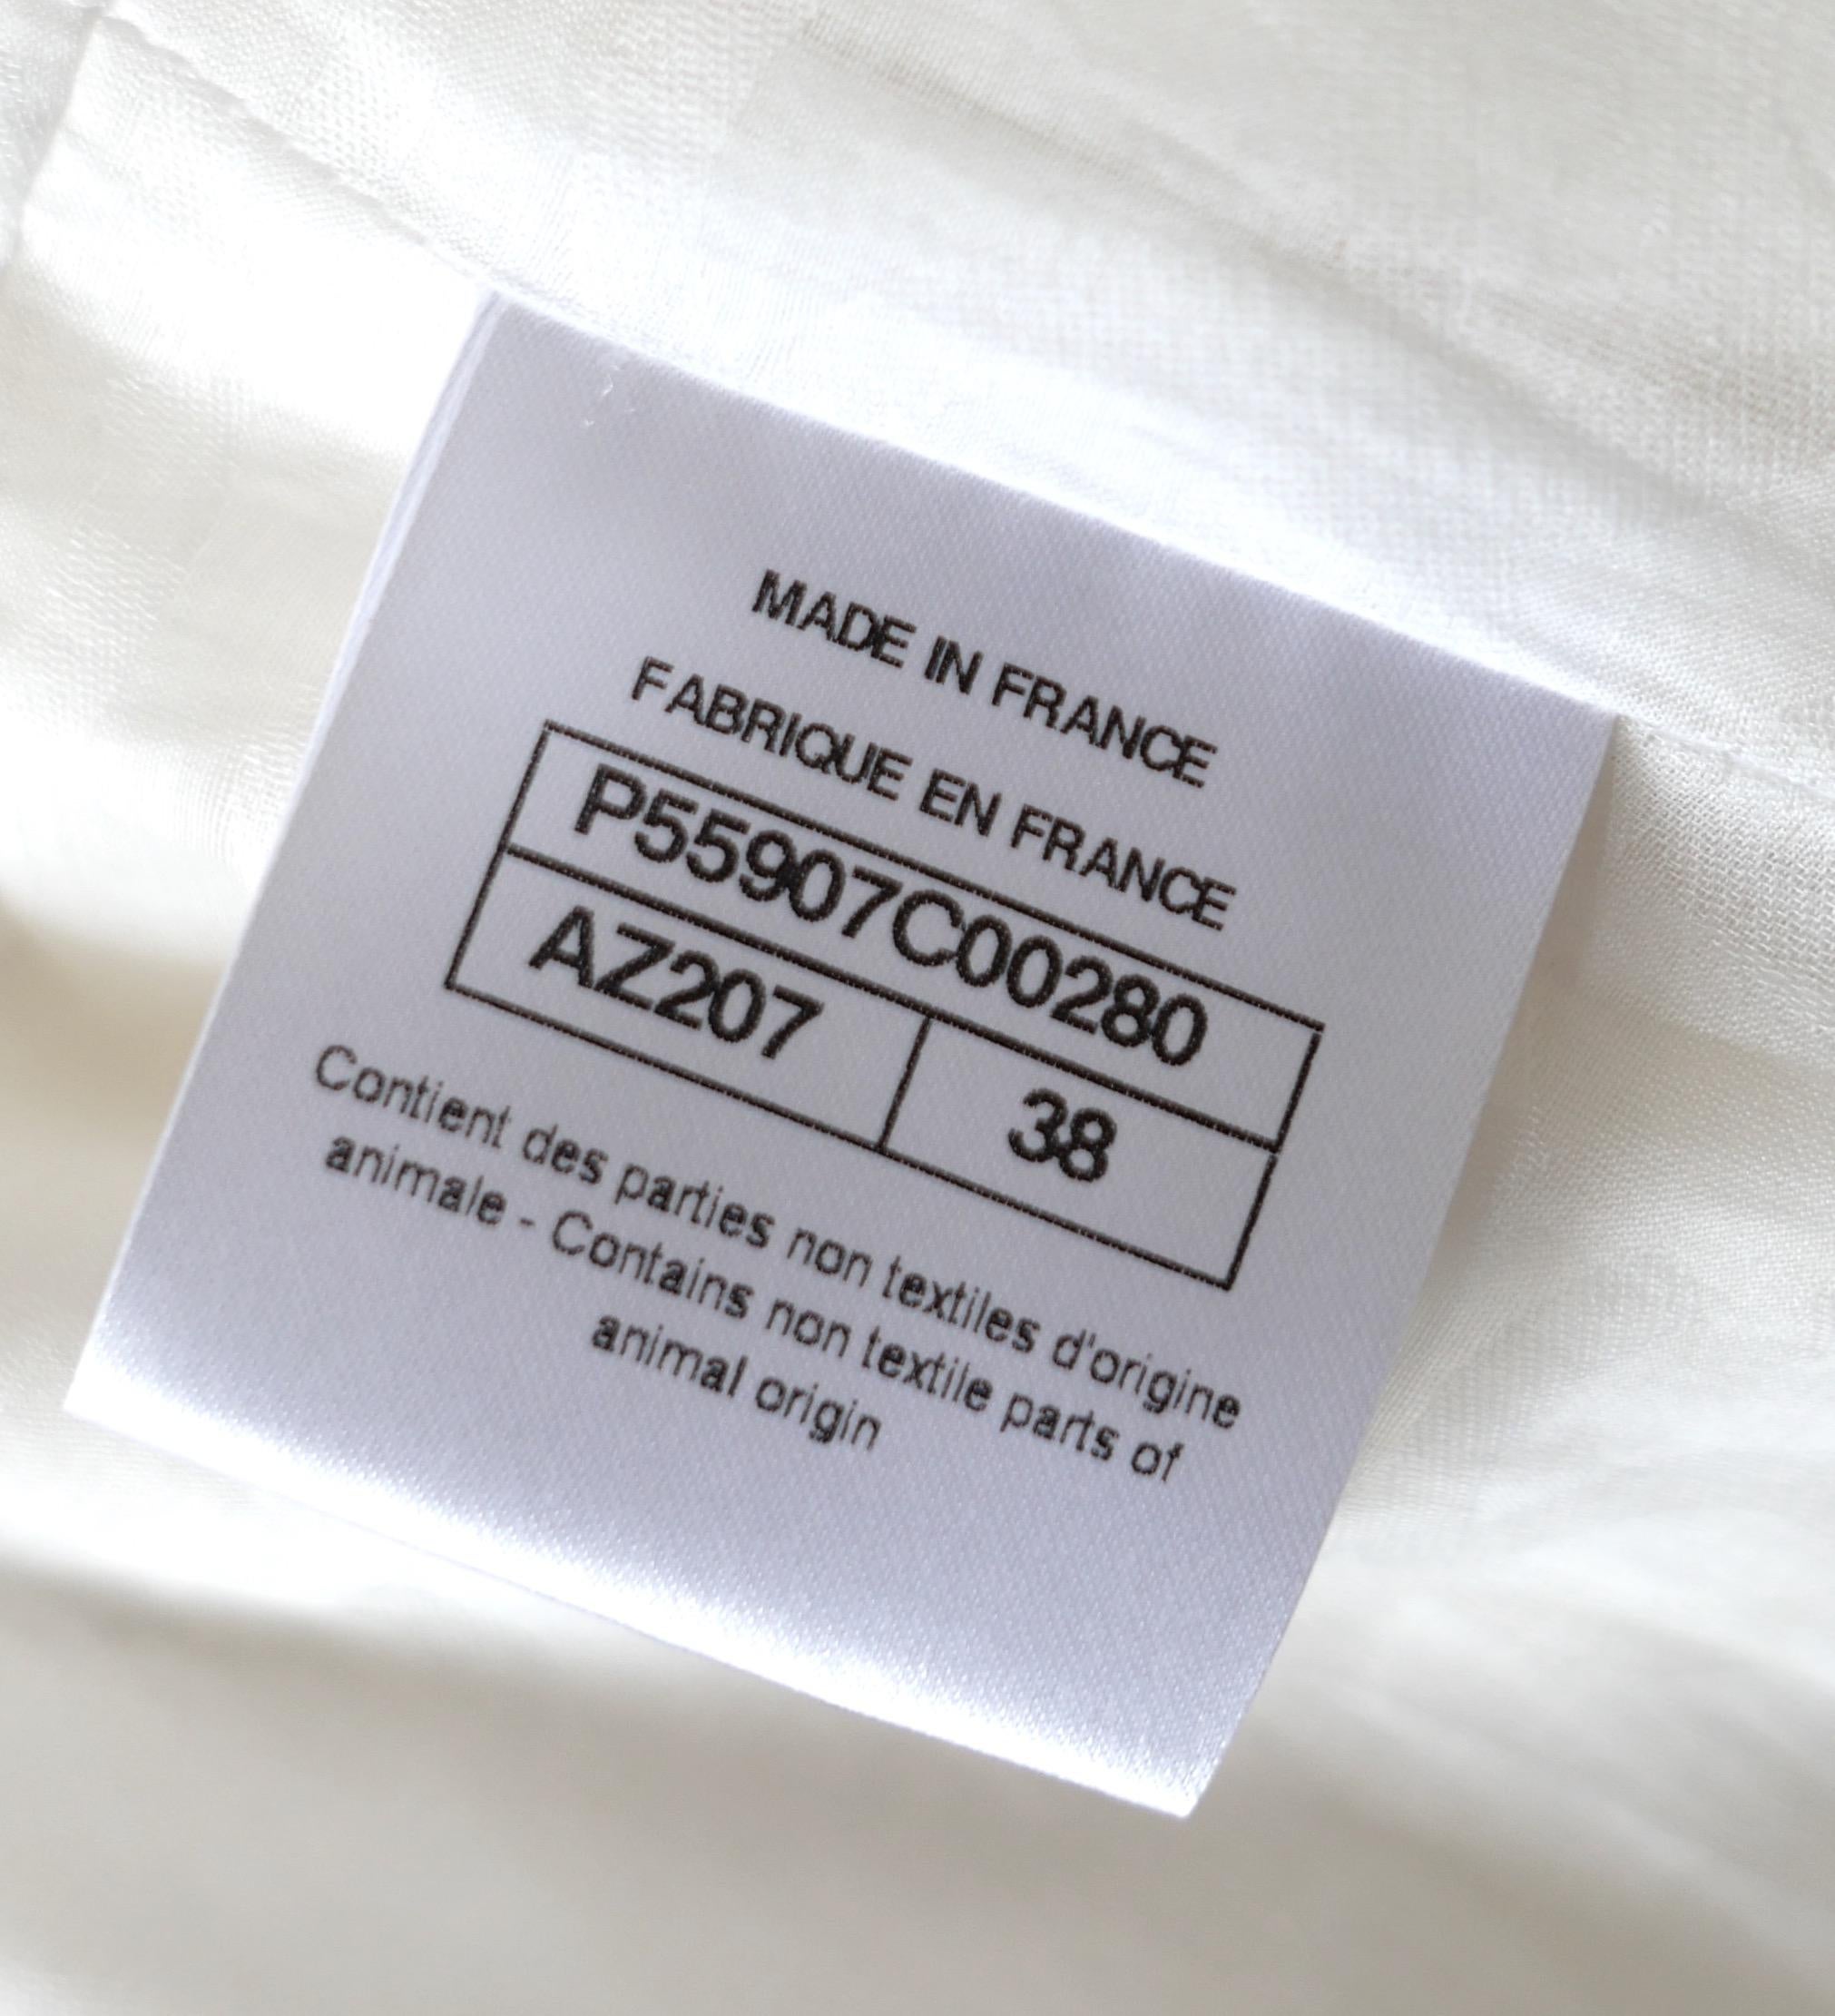 MADE IN FRANCE
FABRIQUE EN FRANCE
P55907C00280
AZ207 38
Contient des parties non textiles d'origine
animale - Contains non textile parts of
animal origin